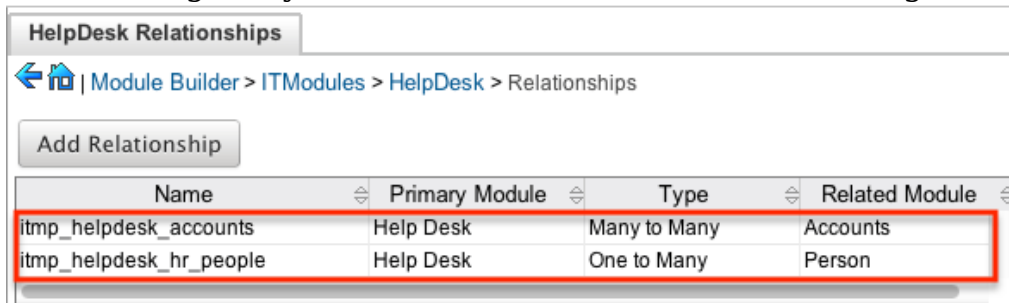 HelpDesk Relationships
| Module Builder > ITModules > HelpDesk > Relationships
Add Relationship
Name Primary Module Type Related Module
itmp_helpdesk_accounts Help Desk Many to Many Accounts
itmp_helpdesk_hr_people Help Desk One to Many Person